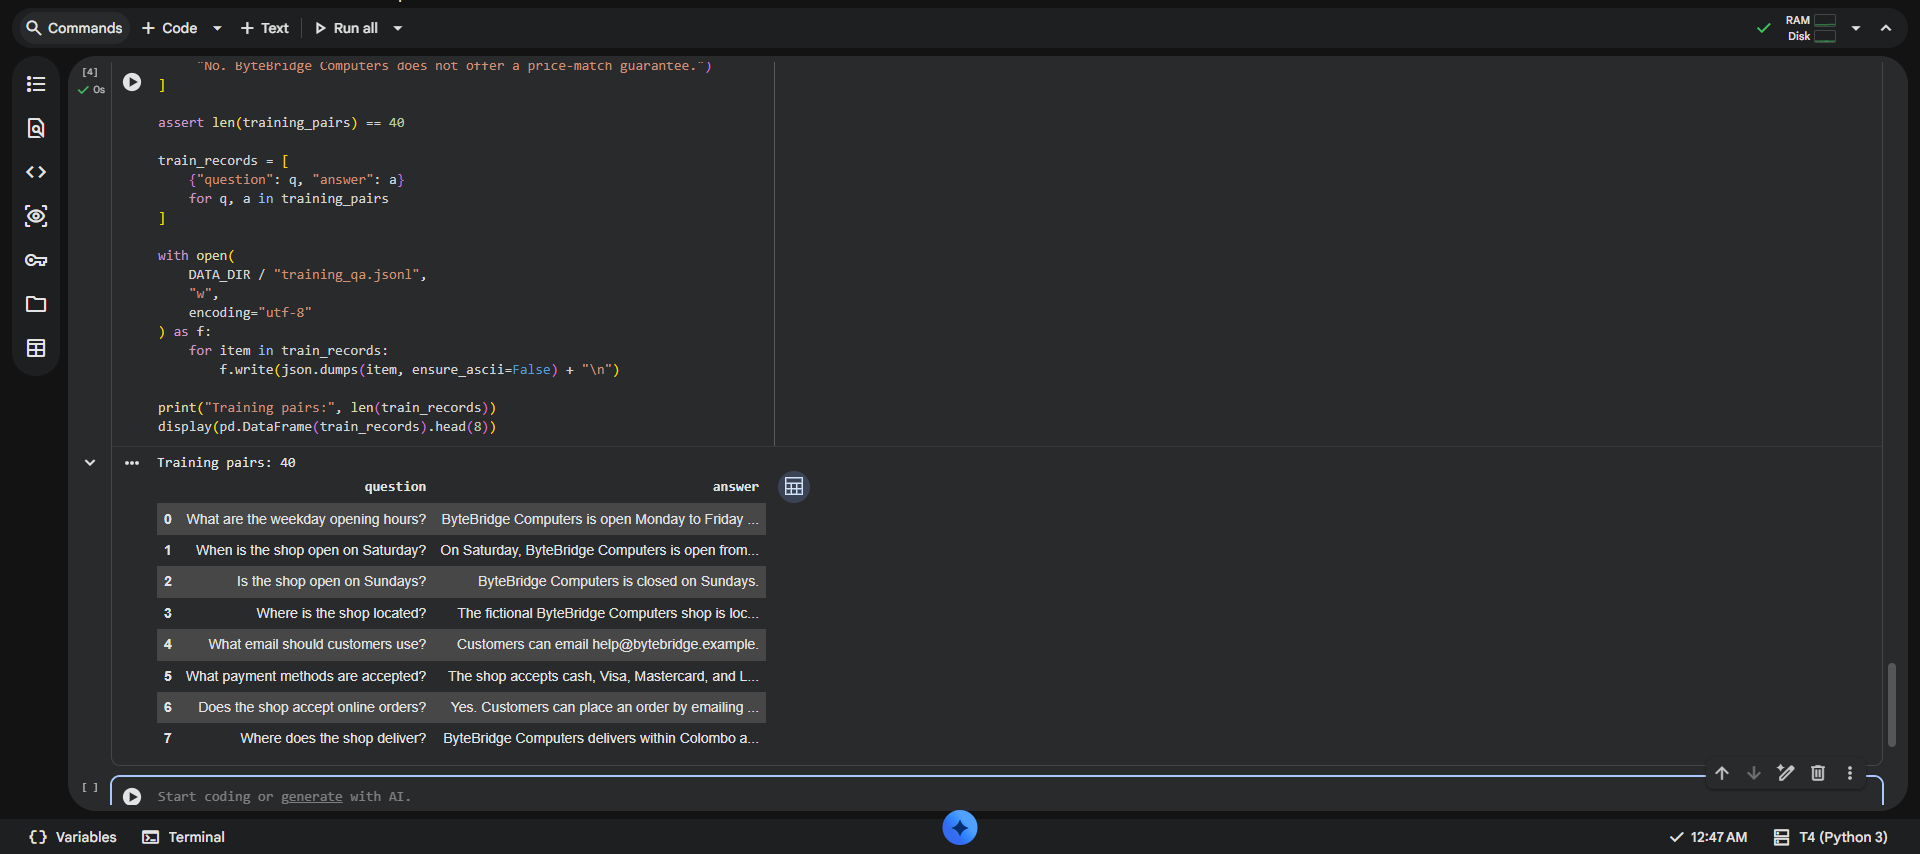 Commands + Code + Text Run all
RAM
Disk
[4]
0s
"No. ByteBridge Computers does not offer a price-match guarantee.")
]
assert len(training_pairs) == 40
train_records = [
{"question": q, "answer": a}
for q, a in training_pairs
]
with open(
DATA_DIR / "training_qa.jsonl",
"w",
encoding="utf-8"
) as f:
for item in train_records:
f.write(json.dumps(item, ensure_ascii=False) + "\n")
print("Training pairs:", len(train_records))
display(pd.DataFrame(train_records).head(8))
Training pairs: 40
question answer
0 What are the weekday opening hours? ByteBridge Computers is open Monday to Friday ...
1 When is the shop open on Saturday? On Saturday, ByteBridge Computers is open from...
2 Is the shop open on Sundays? ByteBridge Computers is closed on Sundays.
3 Where is the shop located? The fictional ByteBridge Computers shop is loc...
4 What email should customers use? Customers can email help@bytebridge.example.
5 What payment methods are accepted? The shop accepts cash, Visa, Mastercard, and L...
6 Does the shop accept online orders? Yes. Customers can place an order by emailing ...
7 Where does the shop deliver? ByteBridge Computers delivers within Colombo a...
[ ] Start coding or generate with AI.
{} Variables Terminal 12:47 AM T4 (Python 3)